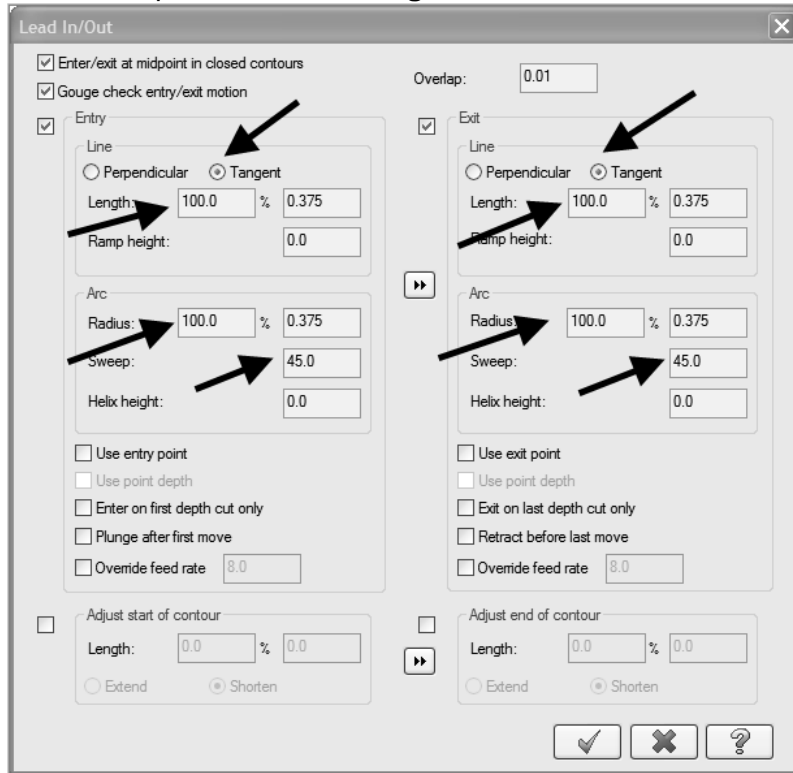 Lead In/Out
Enter/exit at midpoint in closed contours
Gouge check entry/exit motion
Overlap: 0.01
Entry
Line
Perpendicular Tangent
Length: 100.0 % 0.375
Ramp height: 0.0
Arc
Radius: 100.0 % 0.375
Sweep: 45.0
Helix height: 0.0
Use entry point
Use point depth
Enter on first depth cut only
Plunge after first move
Override feed rate 8.0
Adjust start of contour
Length: 0.0 % 0.0
Extend Shorten
Exit
Line
Perpendicular Tangent
Length: 100.0 % 0.375
Ramp height: 0.0
Arc
Radius: 100.0 % 0.375
Sweep: 45.0
Helix height: 0.0
Use exit point
Use point depth
Exit on last depth cut only
Retract before last move
Override feed rate 8.0
Adjust end of contour
Length: 0.0 % 0.0
Extend Shorten